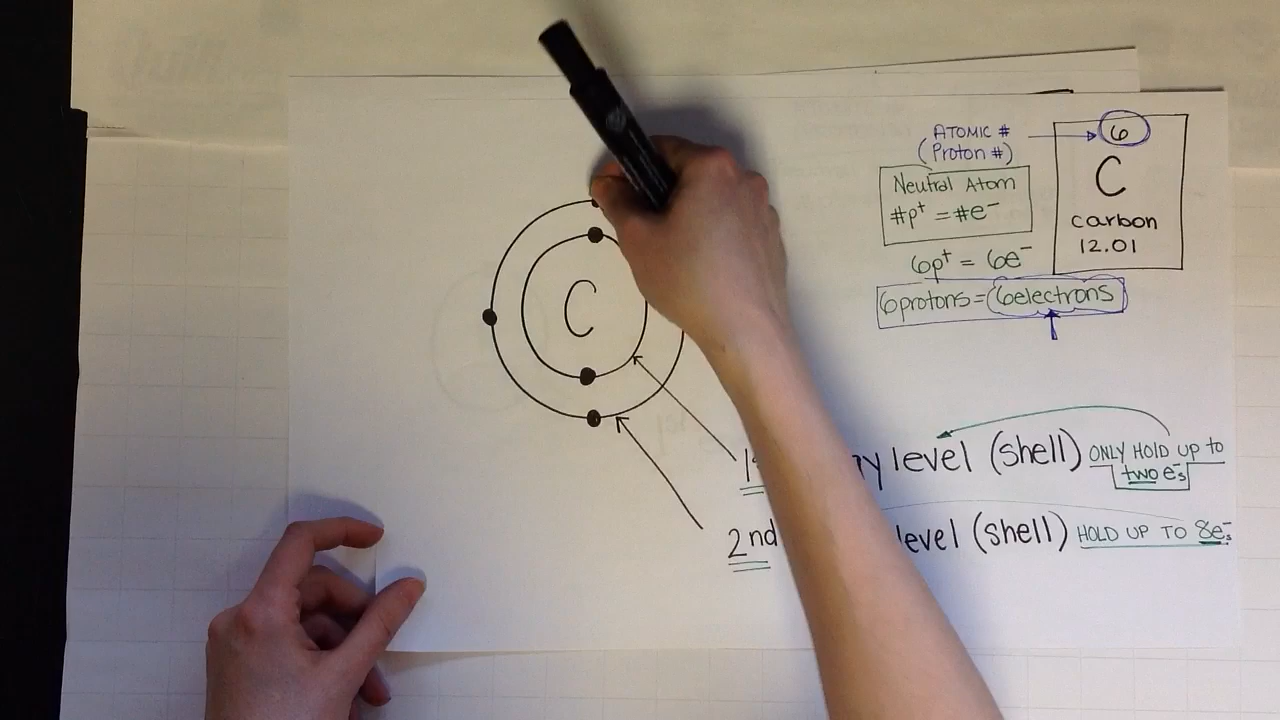 ATOMIC #
(Proton #)
6
C
carbon
12.01
Neutral Atom
#p⁺ = #e⁻
6p⁺ = 6e⁻
6protons = 6electrons
C
level (shell) ONLY HOLD UP to
two e⁻s
2nd level (shell) HOLD UP TO 8e⁻s